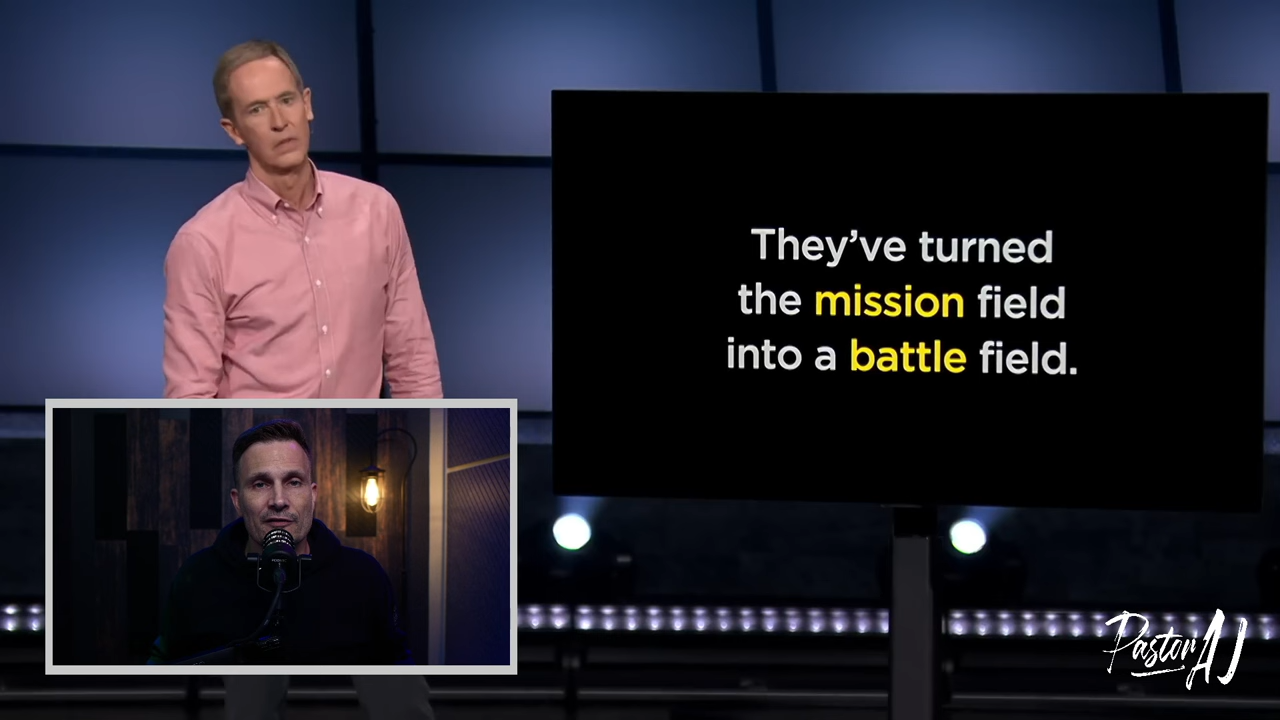 They’ve turned
the mission field
into a battle field.
Pastor AJ